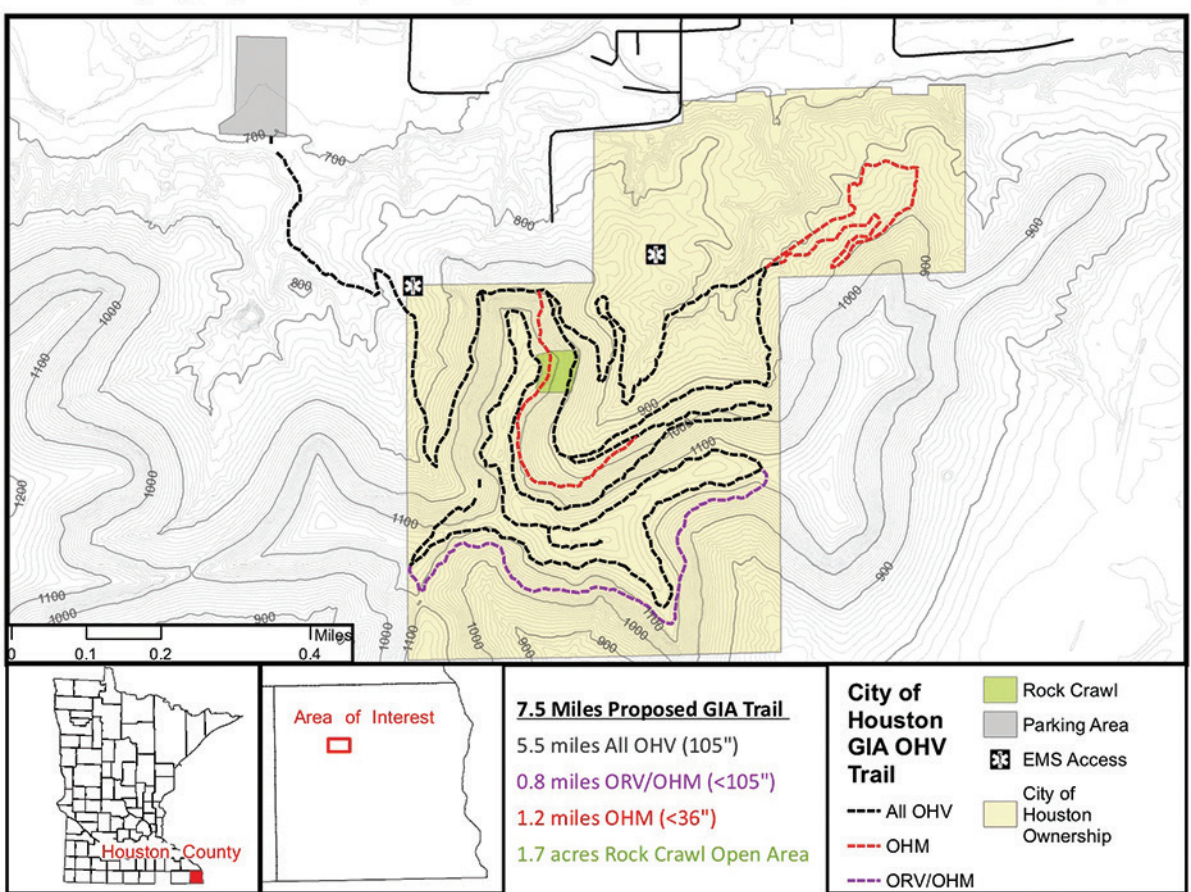 700
700
800
800
900
900
1000
1000
1100
1000
1200
900
1000
1100
1100
900
1100
1000
900
1000
1100
1100
1000
900
1000
900
Miles
0
0.1
0.2
0.4
Houston County
Area of Interest
7.5 Miles Proposed GIA Trail
5.5 miles All OHV (105")
0.8 miles ORV/OHM (<105")
1.2 miles OHM (<36")
1.7 acres Rock Crawl Open Area
City of
Houston
GIA OHV
Trail
All OHV
OHM
ORV/OHM
Rock Crawl
Parking Area
EMS Access
City of
Houston
Ownership